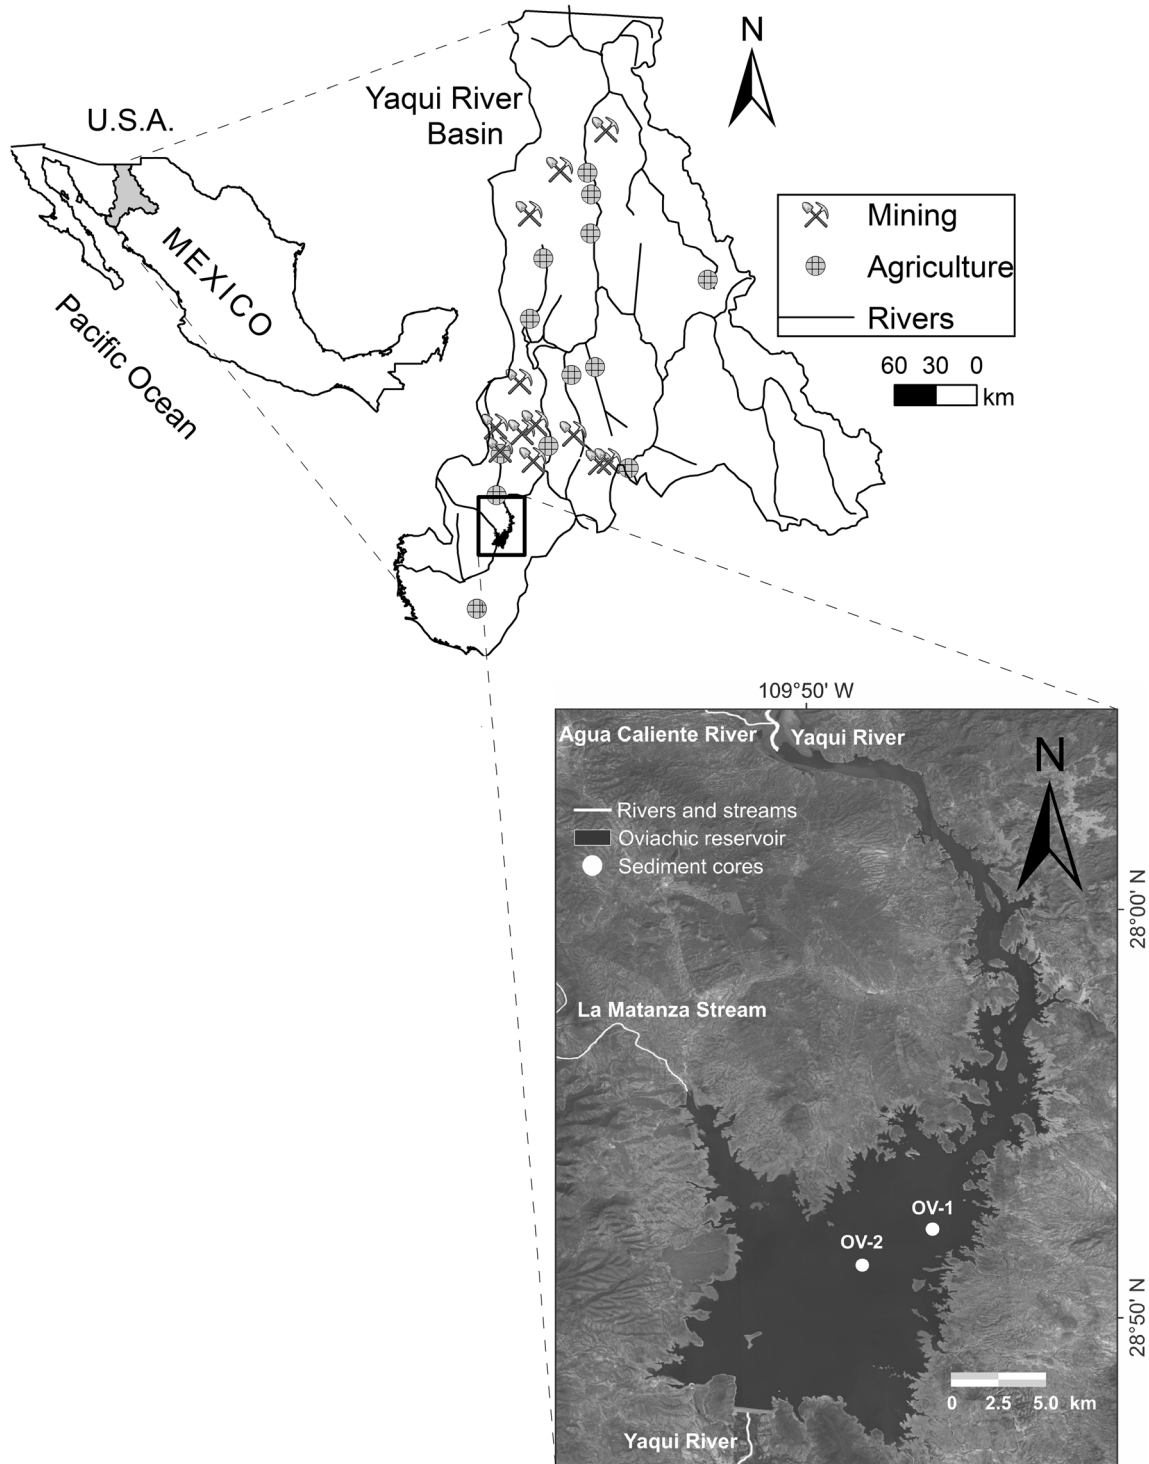 N
Yaqui River
Basin
U.S.A.
MEXICO
Pacific Ocean
Mining
Agriculture
Rivers
60 30 0
km
109°50' W
Agua Caliente River
Yaqui River
N
Rivers and streams
Oviachic reservoir
Sediment cores
28°00' N
La Matanza Stream
OV-1
OV-2
28°50' N
0 2.5 5.0 km
Yaqui River